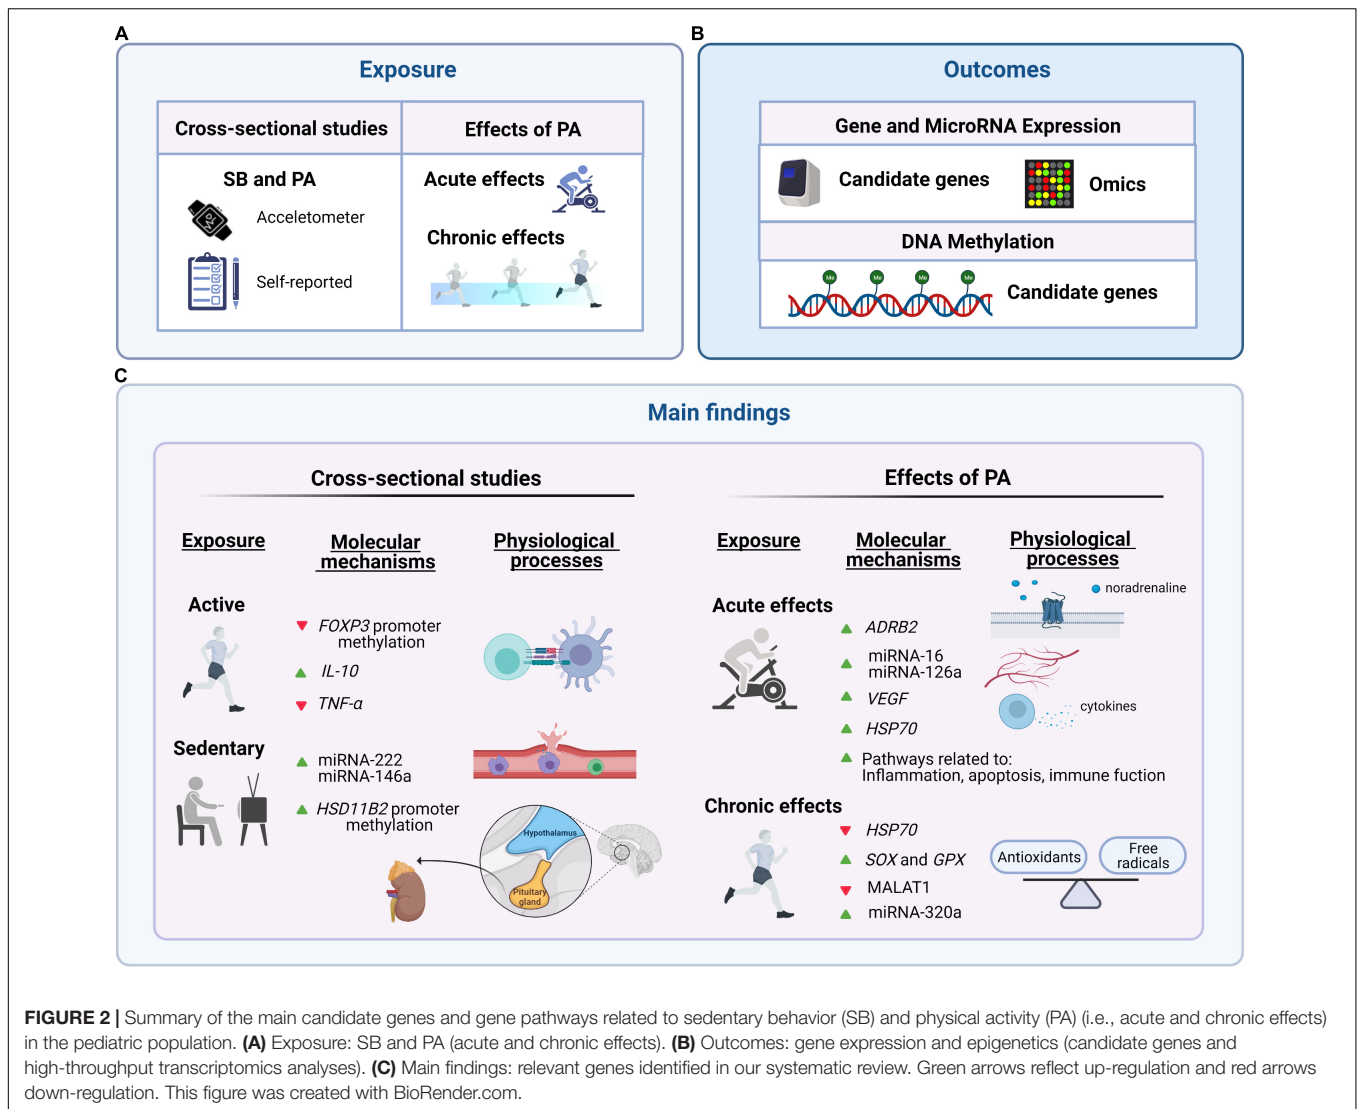 A
Exposure
Cross-sectional studies
Effects of PA
SB and PA
Acceletometer
Self-reported
Acute effects
Chronic effects
B
Outcomes
Gene and MicroRNA Expression
Candidate genes
Omics
DNA Methylation
Me
Me
Me
Me
Candidate genes
C
Main findings
Cross-sectional studies
Exposure
Molecular
mechanisms
Physiological
processes
Active
FOXP3 promoter
methylation
IL-10
TNF-α
Sedentary
miRNA-222
miRNA-146a
HSD11B2 promoter
methylation
Hypothalamus
Pituitary
gland
Effects of PA
Exposure
Molecular
mechanisms
Physiological
processes
Acute effects
ADRB2
miRNA-16
miRNA-126a
VEGF
HSP70
Pathways related to:
Inflammation, apoptosis, immune fuction
noradrenaline
cytokines
Chronic effects
HSP70
SOX and GPX
MALAT1
miRNA-320a
Antioxidants
Free
radicals
FIGURE 2 | Summary of the main candidate genes and gene pathways related to sedentary behavior (SB) and physical activity (PA) (i.e., acute and chronic effects)
in the pediatric population. (A) Exposure: SB and PA (acute and chronic effects). (B) Outcomes: gene expression and epigenetics (candidate genes and
high-throughput transcriptomics analyses). (C) Main findings: relevant genes identified in our systematic review. Green arrows reflect up-regulation and red arrows
down-regulation. This figure was created with BioRender.com.